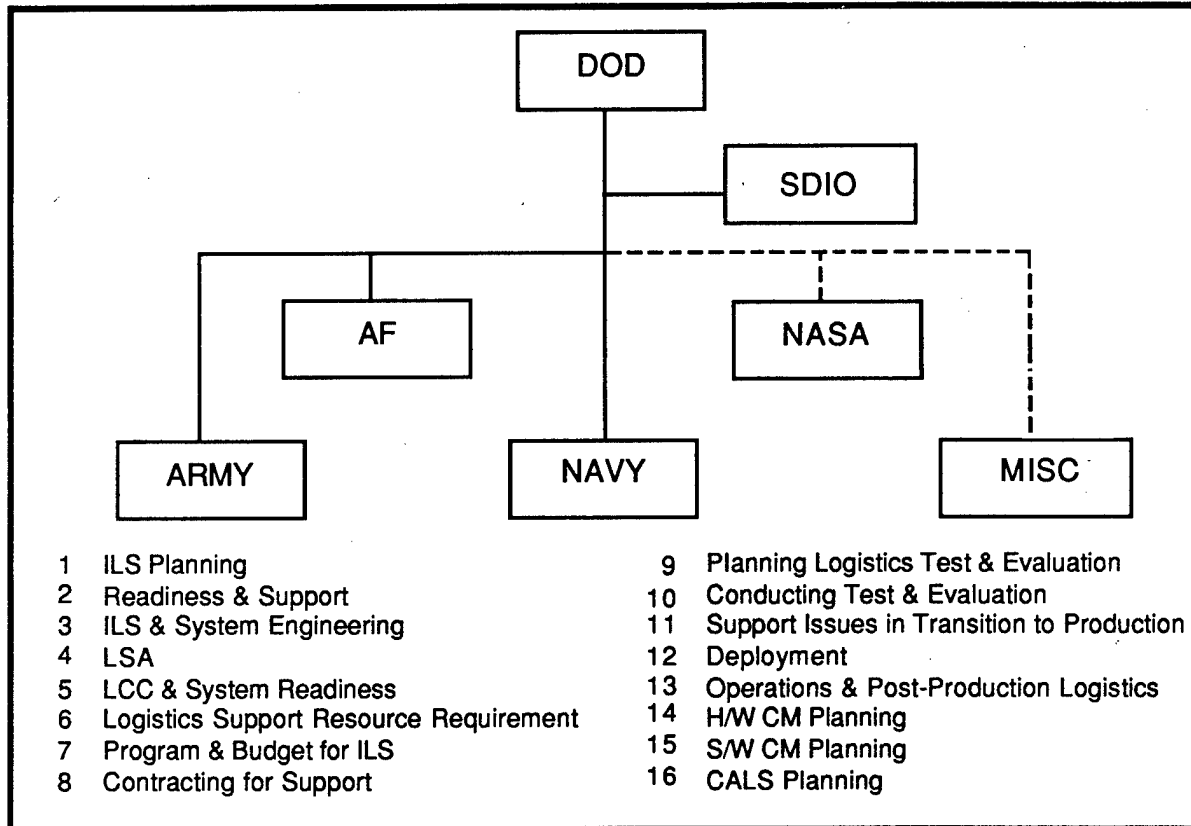 DOD
SDIO
AF
NASA
ARMY
NAVY
MISC
1 ILS Planning
2 Readiness & Support
3 ILS & System Engineering
4 LSA
5 LCC & System Readiness
6 Logistics Support Resource Requirement
7 Program & Budget for ILS
8 Contracting for Support
9 Planning Logistics Test & Evaluation
10 Conducting Test & Evaluation
11 Support Issues in Transition to Production
12 Deployment
13 Operations & Post-Production Logistics
14 H/W CM Planning
15 S/W CM Planning
16 CALS Planning